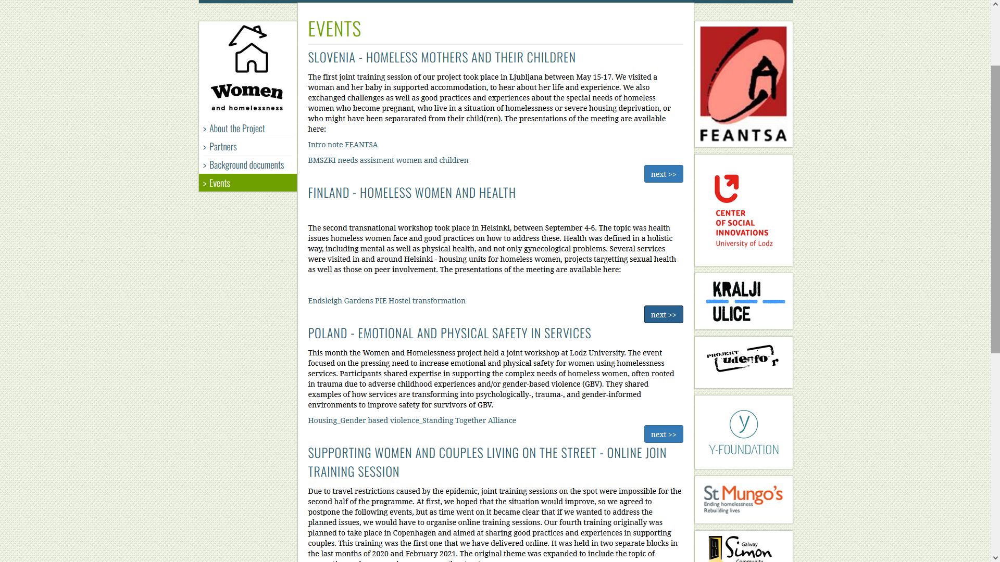 Women
and homelessness
> About the Project
> Partners
> Background documents
> Events
EVENTS
SLOVENIA - HOMELESS MOTHERS AND THEIR CHILDREN
The first joint training session of our project took place in Ljubljana between May 15-17. We visited a
woman and her baby in supported accommodation, to hear about her life and experience. We also
exchanged challenges as well as good practices and experiences about the special needs of homeless
women who become pregnant, who live in a situation of homelessness or severe housing deprivation, or
who might have been separarated from their child(ren). The presentations of the meeting are available
here:
Intro note FEANTSA
BMSZKI needs assisment women and children
next >>
FINLAND - HOMELESS WOMEN AND HEALTH
The second transnational workshop took place in Helsinki, between September 4-6. The topic was health
issues homeless women face and good practices on how to address these. Health was defined in a holistic
way, including mental as well as physical health, and not only gynecological problems. Several services
were visited in and around Helsinki - housing units for homeless women, projects targetting sexual health
as well as those on peer involvement. The presentations of the meeting are available here:
Endsleigh Gardens PIE Hostel transformation
next >>
POLAND - EMOTIONAL AND PHYSICAL SAFETY IN SERVICES
This month the Women and Homelessness project held a joint workshop at Lodz University. The event
focused on the pressing need to increase emotional and physical safety for women using homelessness
services. Participants shared expertise in supporting the complex needs of homeless women, often rooted
in trauma due to adverse childhood experiences and/or gender-based violence (GBV). They shared
examples of how services are transforming into psychologically-, trauma-, and gender-informed
environments to improve safety for survivors of GBV.
Housing_Gender based violence_Standing Together Alliance
next >>
SUPPORTING WOMEN AND COUPLES LIVING ON THE STREET - ONLINE JOIN
TRAINING SESSION
Due to travel restrictions caused by the epidemic, joint training sessions on the spot were impossible for the
second half of the programme. At first, we hoped that the situation would improve, so we agreed to
postpone the following events, but as time went on it became clear that if we wanted to address the
planned issues, we would have to organise online training sessions. Our fourth training originally was
planned to take place in Copenhagen and aimed at sharing good practices and experiences in supporting
couples. This training was the first one that we have delivered online. It was held in two separate blocks in
the last months of 2020 and February 2021. The original theme was expanded to include the topic of
FEANTSA
CENTER
OF SOCIAL
INNOVATIONS
University of Lodz
KRALJI
ULICE
PROJEKT
udenfor
Y-FOUNDATION
St Mungo's
Ending homelessness
Rebuilding lives
Galway
Simon
Community